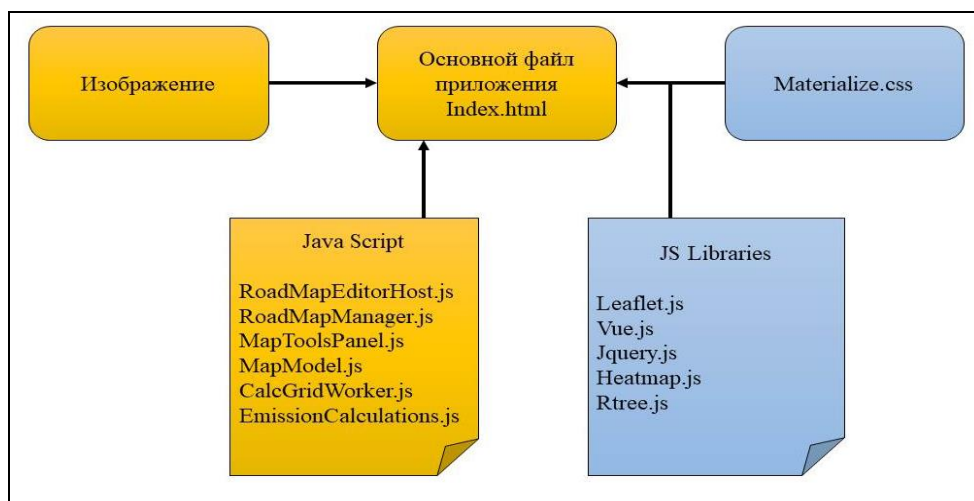 Изображение
Основной файл
приложения
Index.html
Materialize.css
Java Script
RoadMapEditorHost.js
RoadMapManager.js
MapToolsPanel.js
MapModel.js
CalcGridWorker.js
EmissionCalculations.js
JS Libraries
Leaflet.js
Vue.js
Jquery.js
Heatmap.js
Rtree.js